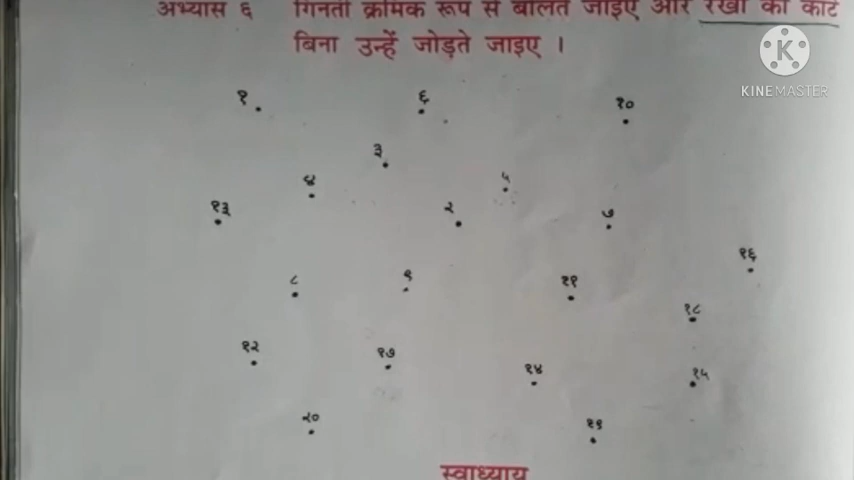 अभ्यास ६ गिनती क्रमिक रूप से बोलते जाइए और रेखा को काटे
बिना उन्हें जोड़ते जाइए ।
K
KINEMASTER
१ ६ १०
३
४ ५
१३ २ ७
१६
८ ९ ११
१८
१२ १७ १४ १५
२० १९
स्वाध्याय